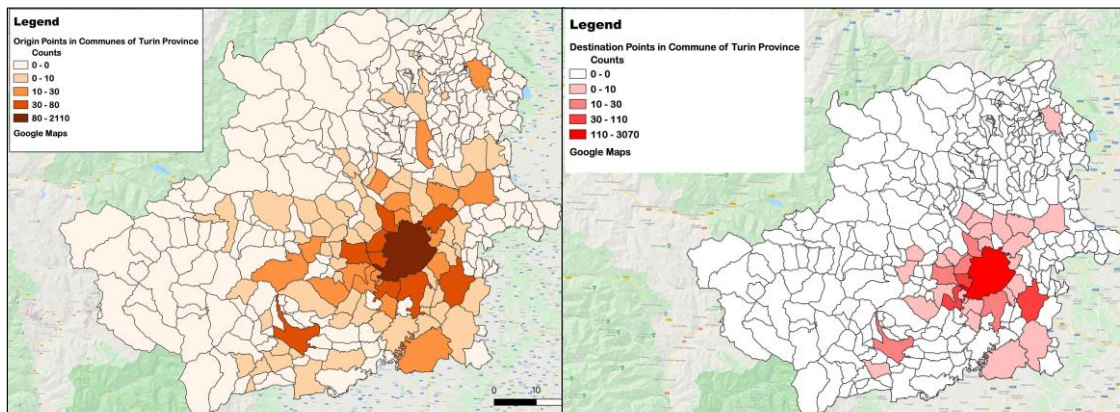 Legend
Origin Points in Communes of Turin Province
Counts
0 - 0
0 - 10
10 - 30
30 - 80
80 - 2110
Google Maps
0 10
Legend
Destination Points in Commune of Turin Province
Counts
0 - 0
0 - 10
10 - 30
30 - 110
110 - 3070
Google Maps